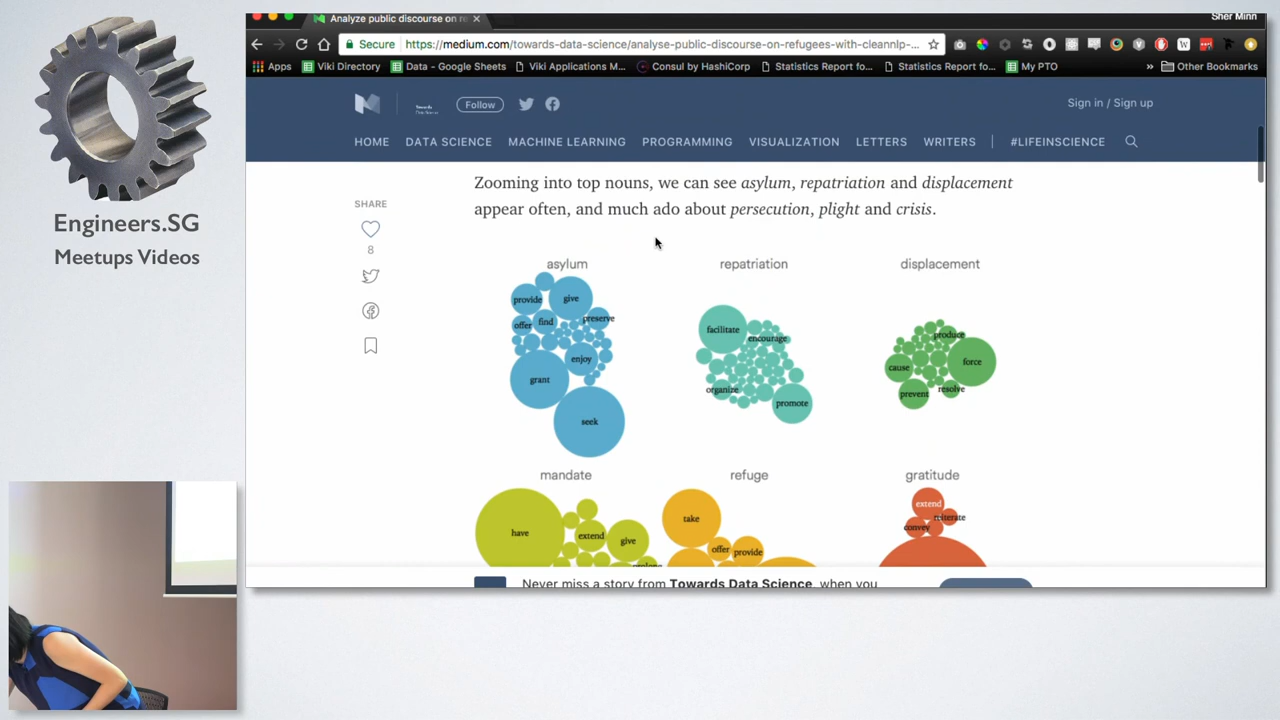 Engineers.SG
Meetups Videos
Analyze public discourse on re
Sher Minn
Secure https://medium.com/towards-data-science/analyse-public-discourse-on-refugees-with-cleannlp-...
Apps Viki Directory Data - Google Sheets Viki Applications M... Consul by HashiCorp Statistics Report fo... Statistics Report fo... My PTO » Other Bookmarks
Follow
Sign in / Sign up
HOME DATA SCIENCE MACHINE LEARNING PROGRAMMING VISUALIZATION LETTERS WRITERS | #LIFEINSCIENCE
Zooming into top nouns, we can see asylum, repatriation and displacement
appear often, and much ado about persecution, plight and crisis.
SHARE
8
asylum repatriation displacement
provide give
offer find preserve
enjoy
grant
seek
facilitate
encourage
organize
promote
produce
cause force
prevent resolve
mandate refuge gratitude
have extend give
take
offer provide
extend
reiterate
convey
Never miss a story from Towards Data Science, when you